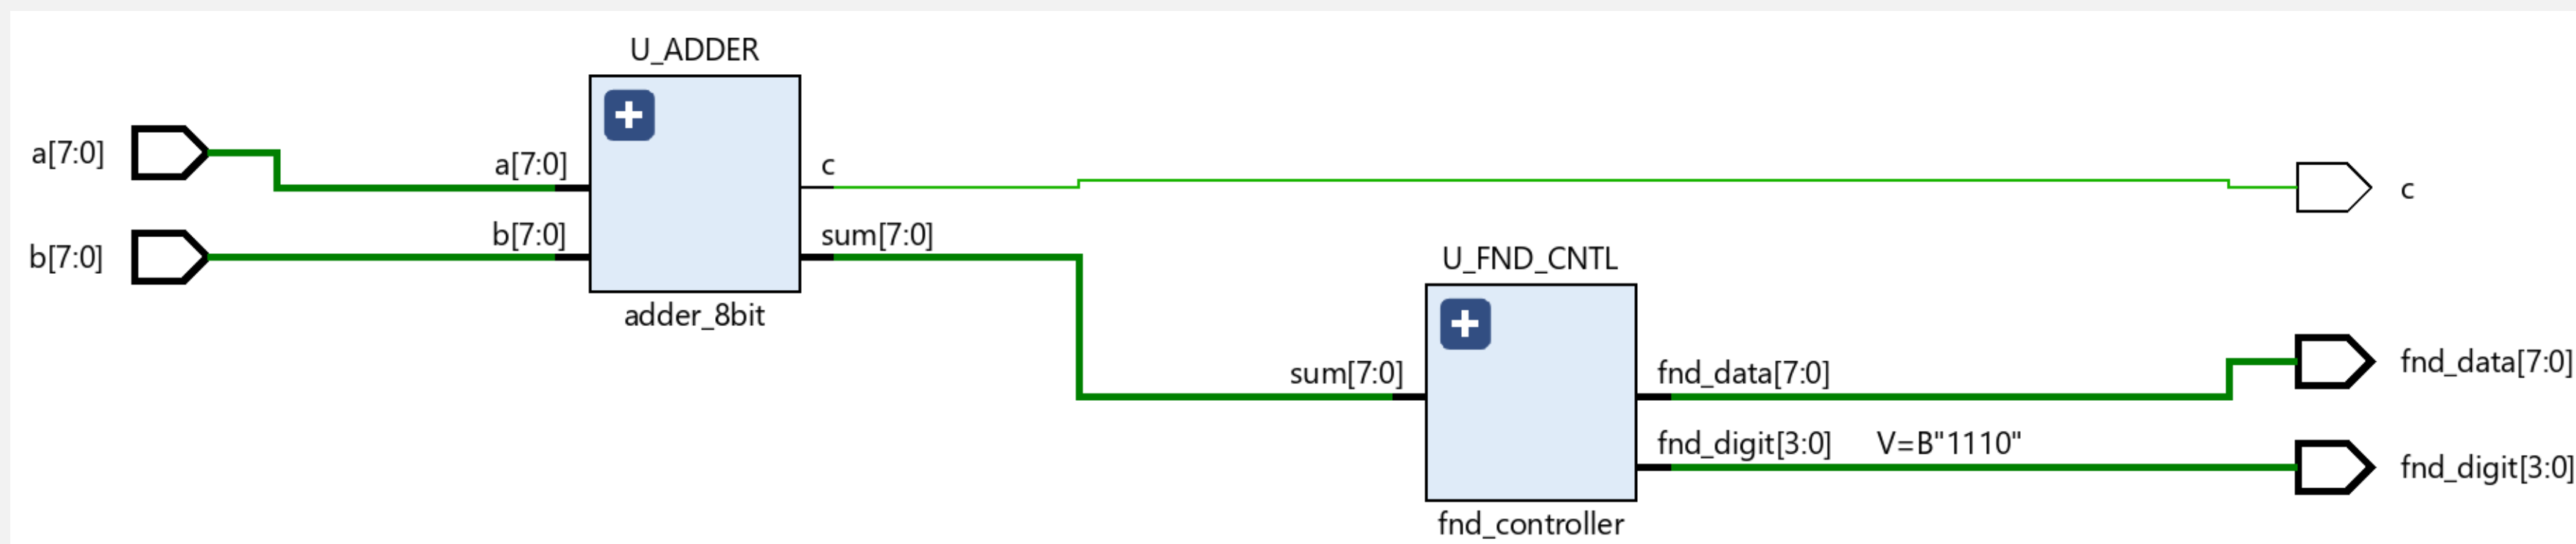 U_ADDER
a[7:0]
a[7:0]
c
c
b[7:0]
b[7:0]
sum[7:0]
adder_8bit
U_FND_CNTL
sum[7:0]
fnd_data[7:0]
fnd_data[7:0]
fnd_digit[3:0] V=B"1110"
fnd_digit[3:0]
fnd_controller